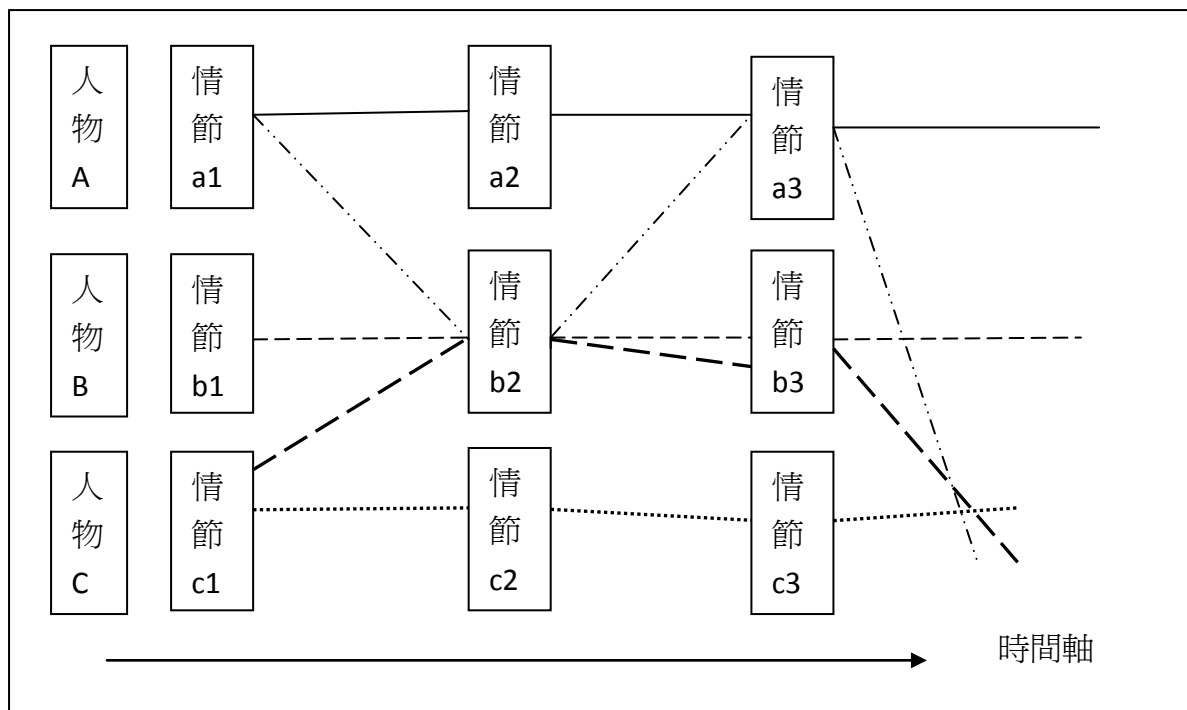 人物A
情節a1
情節a2
情節a3
人物B
情節b1
情節b2
情節b3
人物C
情節c1
情節c2
情節c3
時間軸